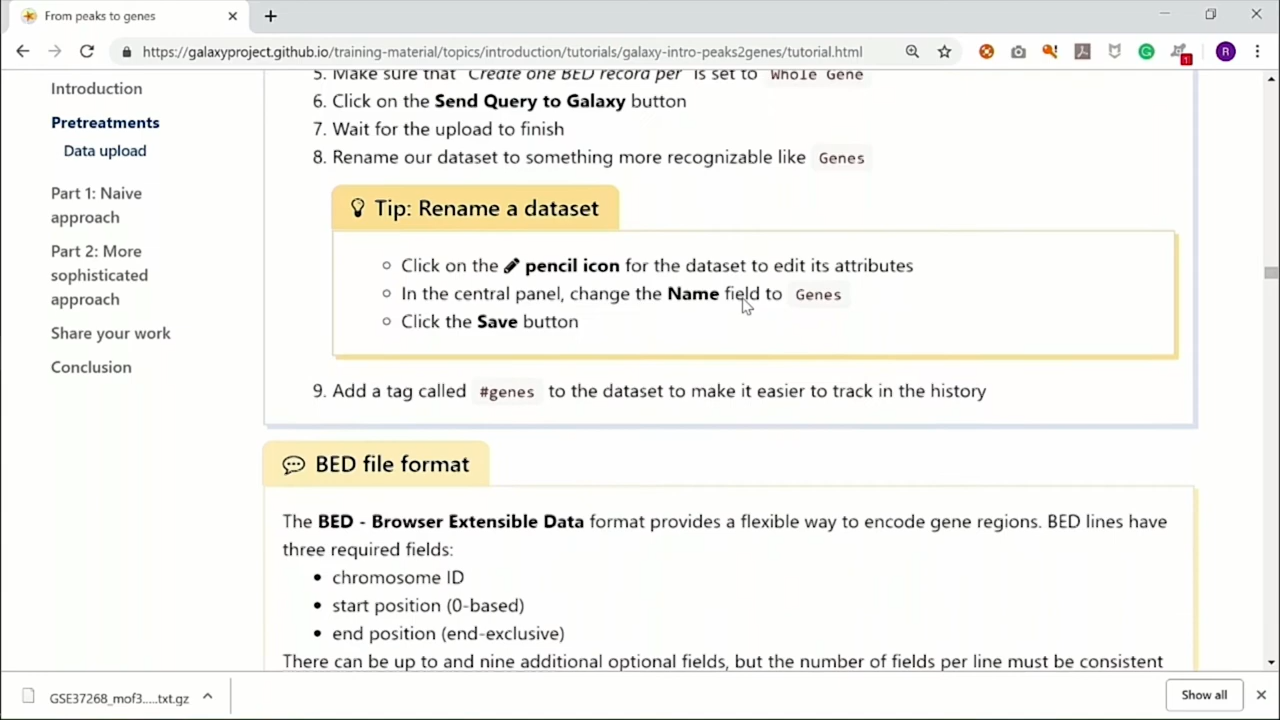 From peaks to genes
https://galaxyproject.github.io/training-material/topics/introduction/tutorials/galaxy-intro-peaks2genes/tutorial.html
R
1
Introduction
Pretreatments
Data upload
Part 1: Naive
approach
Part 2: More
sophisticated
approach
Share your work
Conclusion
5. Make sure that "Create one BED record per" is set to Whole Gene
6. Click on the Send Query to Galaxy button
7. Wait for the upload to finish
8. Rename our dataset to something more recognizable like Genes
Tip: Rename a dataset
Click on the pencil icon for the dataset to edit its attributes
In the central panel, change the Name field to Genes
Click the Save button
9. Add a tag called #genes to the dataset to make it easier to track in the history
BED file format
The BED - Browser Extensible Data format provides a flexible way to encode gene regions. BED lines have
three required fields:
• chromosome ID
• start position (0-based)
• end position (end-exclusive)
There can be up to and nine additional optional fields, but the number of fields per line must be consistent
GSE37268_mof3.....txt.gz
Show all